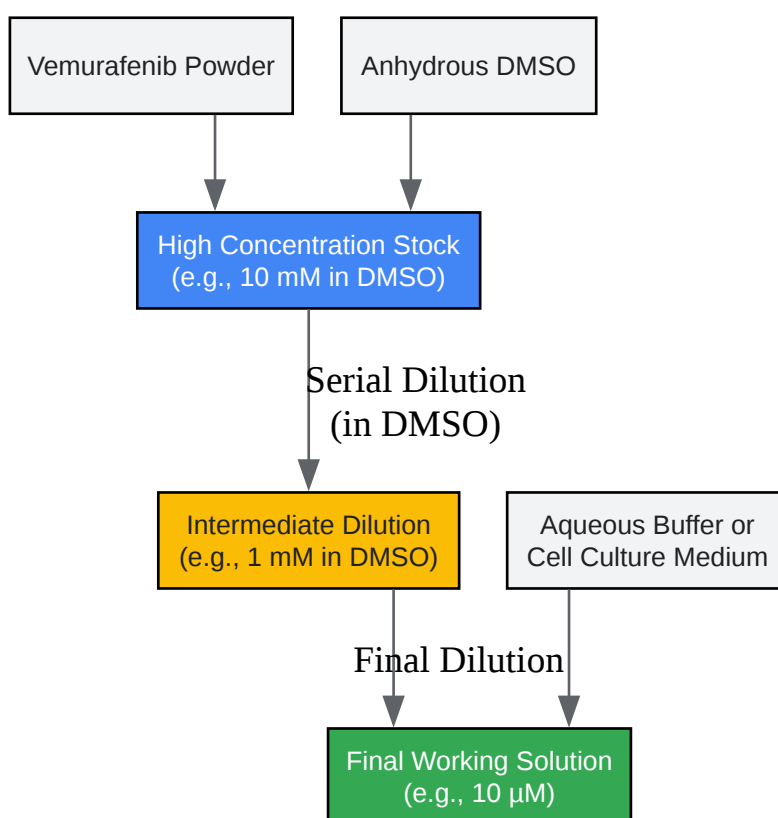 Vemurafenib Powder
Anhydrous DMSO
High Concentration Stock
(e.g., 10 mM in DMSO)
Serial Dilution
(in DMSO)
Intermediate Dilution
(e.g., 1 mM in DMSO)
Aqueous Buffer or
Cell Culture Medium
Final Dilution
Final Working Solution
(e.g., 10 µM)